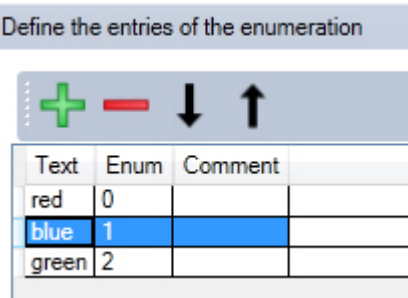 Define the entries of the enumeration
Text Enum Comment
red 0
blue 1
green 2